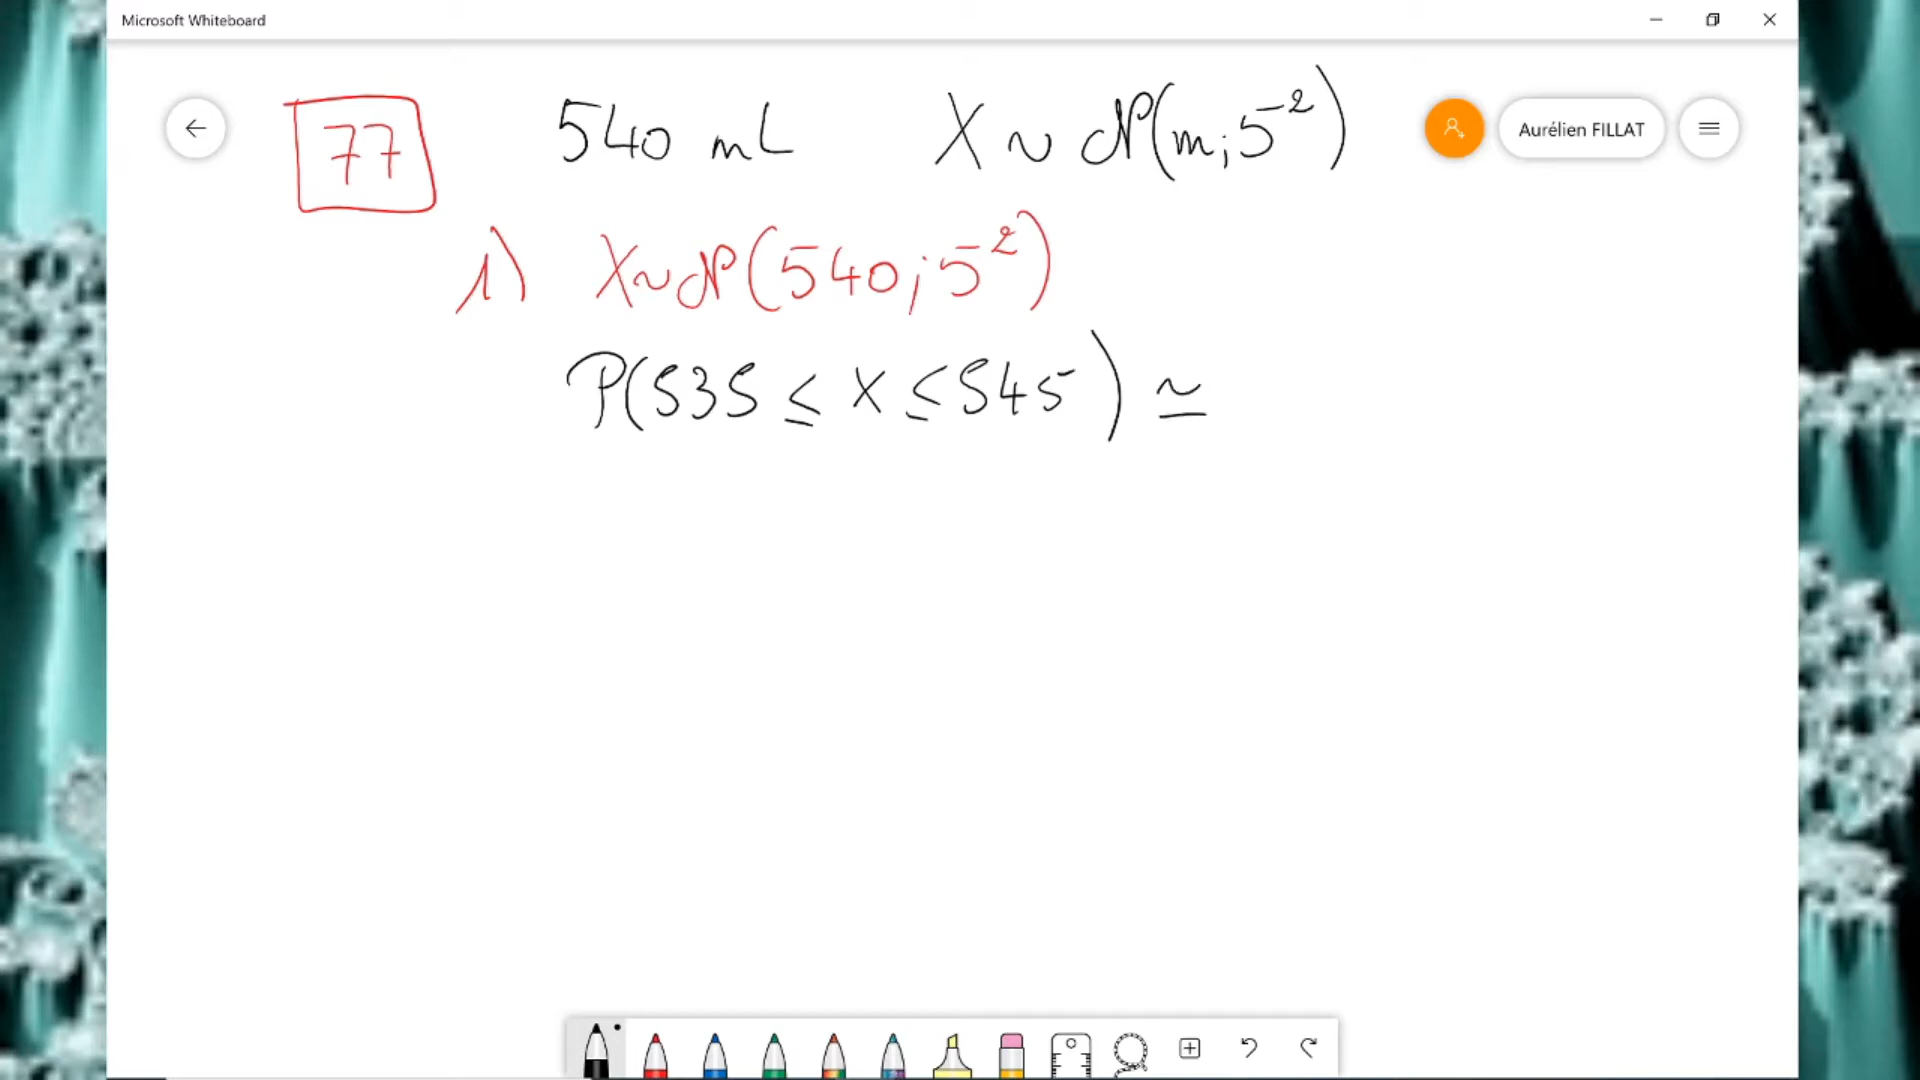 Microsoft Whiteboard
77 540 mL X ~ 𝒩(m; 5²)
Aurélien FILLAT
1) X ~ 𝒩(540; 5²)
P(535 ≤ X ≤ 545) ≃